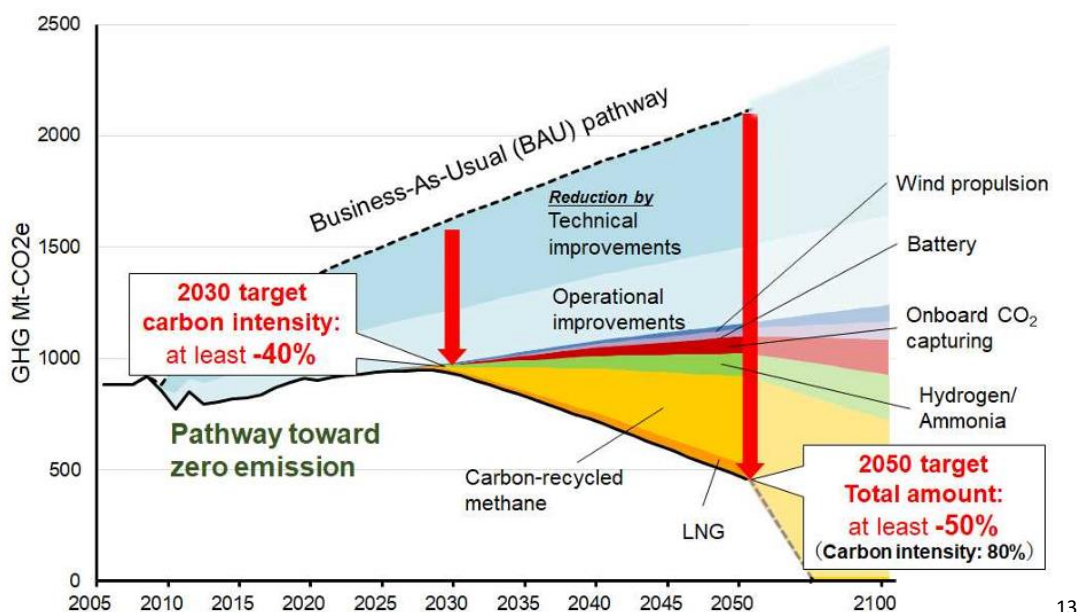 2500
2000
1500
1000
500
0
GHG Mt-CO2e
2005
2010
2015
2020
2025
2030
2035
2040
2045
2050
2100
Business-As-Usual (BAU) pathway
Reduction by
Technical
improvements
Operational
improvements
2030 target
carbon intensity:
at least -40%
Pathway toward
zero emission
Carbon-recycled
methane
LNG
Wind propulsion
Battery
Onboard CO₂
capturing
Hydrogen/
Ammonia
2050 target
Total amount:
at least -50%
(Carbon intensity: 80%)
13